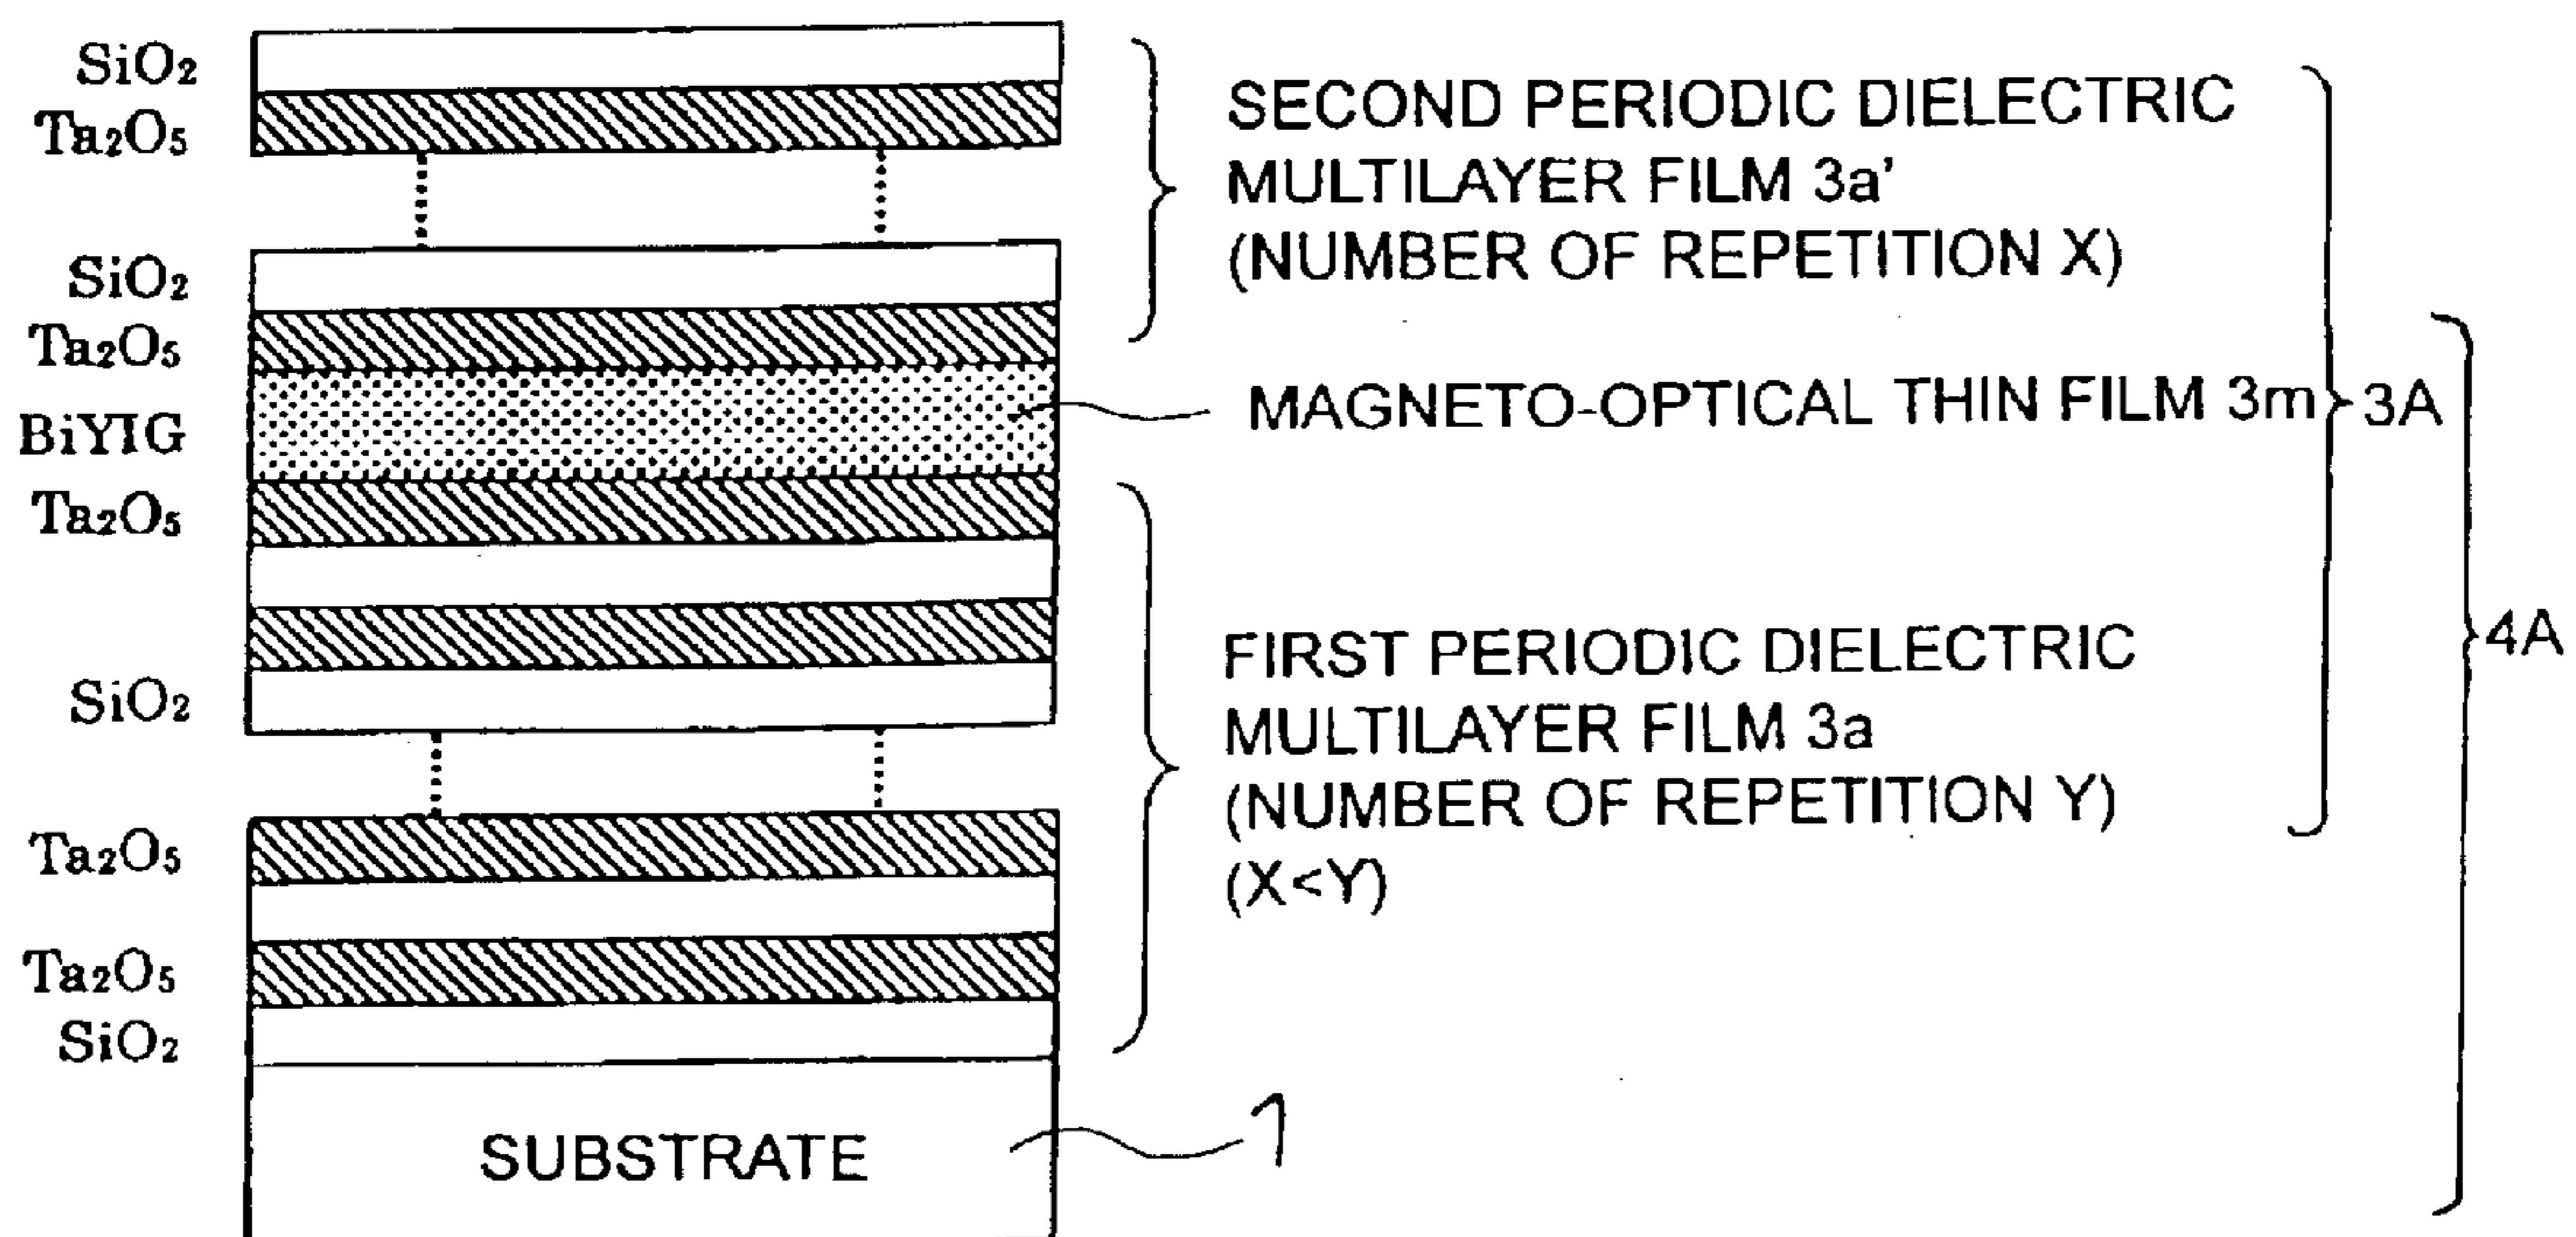 SiO₂
Ta₂O₅
SiO₂
Ta₂O₅
BiYIG
Ta₂O₅
SiO₂
Ta₂O₅
Ta₂O₅
SiO₂
SUBSTRATE
SECOND PERIODIC DIELECTRIC
MULTILAYER FILM 3a'
(NUMBER OF REPETITION X)
MAGNETO-OPTICAL THIN FILM 3m
3A
FIRST PERIODIC DIELECTRIC
MULTILAYER FILM 3a
(NUMBER OF REPETITION Y)
(X<Y)
4A
1